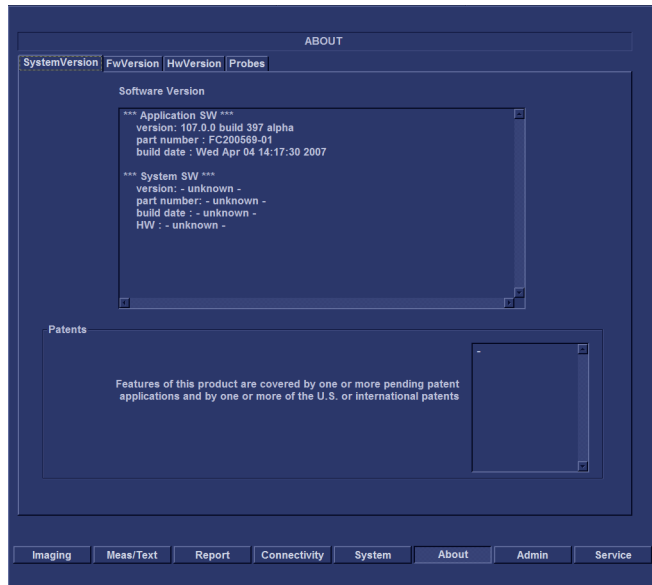 ABOUT
SystemVersion FwVersion HwVersion Probes
Software Version
*** Application SW ***
version: 107.0.0 build 397 alpha
part number : FC200569-01
build date : Wed Apr 04 14:17:30 2007
*** System SW ***
version: - unknown -
part number: - unknown -
build date : - unknown -
HW : - unknown -
Patents
-
Features of this product are covered by one or more pending patent
applications and by one or more of the U.S. or international patents
Imaging Meas/Text Report Connectivity System About Admin Service